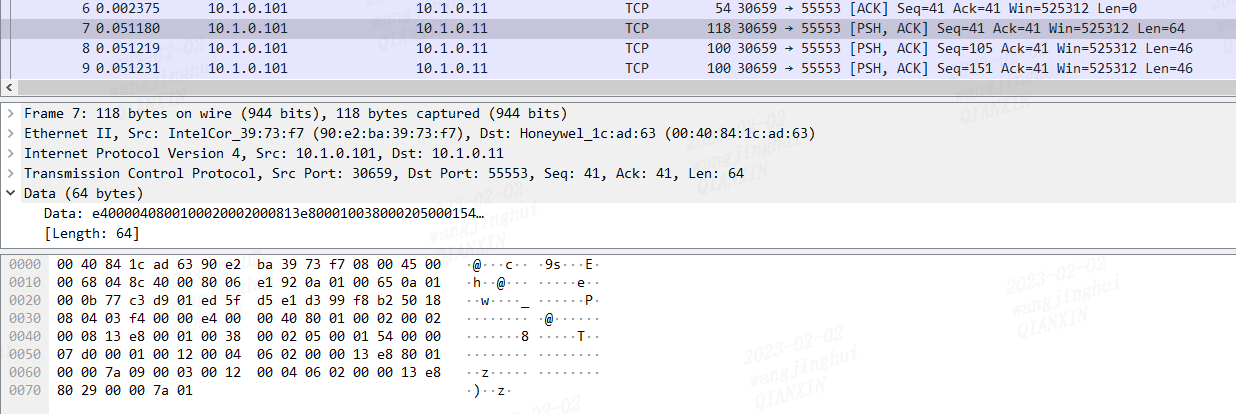 6 0.002375 10.1.0.101 10.1.0.11 TCP 54 30659 → 55553 [ACK] Seq=41 Ack=41 Win=525312 Len=0
7 0.051180 10.1.0.101 10.1.0.11 TCP 118 30659 → 55553 [PSH, ACK] Seq=41 Ack=41 Win=525312 Len=64
8 0.051219 10.1.0.101 10.1.0.11 TCP 100 30659 → 55553 [PSH, ACK] Seq=105 Ack=41 Win=525312 Len=46
9 0.051231 10.1.0.101 10.1.0.11 TCP 100 30659 → 55553 [PSH, ACK] Seq=151 Ack=41 Win=525312 Len=46
Frame 7: 118 bytes on wire (944 bits), 118 bytes captured (944 bits)
Ethernet II, Src: IntelCor_39:73:f7 (90:e2:ba:39:73:f7), Dst: Honeywel_1c:ad:63 (00:40:84:1c:ad:63)
Internet Protocol Version 4, Src: 10.1.0.101, Dst: 10.1.0.11
Transmission Control Protocol, Src Port: 30659, Dst Port: 55553, Seq: 41, Ack: 41, Len: 64
Data (64 bytes)
Data: e40000408001000200020008​13e800010038000205000154…
[Length: 64]
0000 00 40 84 1c ad 63 90 e2 ba 39 73 f7 08 00 45 00 ·@···c·· ·9s···E·
0010 00 68 04 8c 40 00 80 06 e1 92 0a 01 00 65 0a 01 ·h··@··· ·····e··
0020 00 0b 77 c3 d9 01 ed 5f d5 e1 d3 99 f8 b2 50 18 ··w····_ ······P·
0030 08 04 03 f4 00 00 e4 00 00 40 80 01 00 02 00 02 ········ ·@······
0040 00 08 13 e8 00 01 00 38 00 02 05 00 01 54 00 00 ·······8 ·····T··
0050 07 d0 00 01 00 12 00 04 06 02 00 00 13 e8 80 01 ········ ········
0060 00 00 7a 09 00 03 00 12 00 04 06 02 00 00 13 e8 ··z····· ········
0070 80 29 00 00 7a 01 ·)··z·
2023-02-02
wangjinghui
QIANXIN